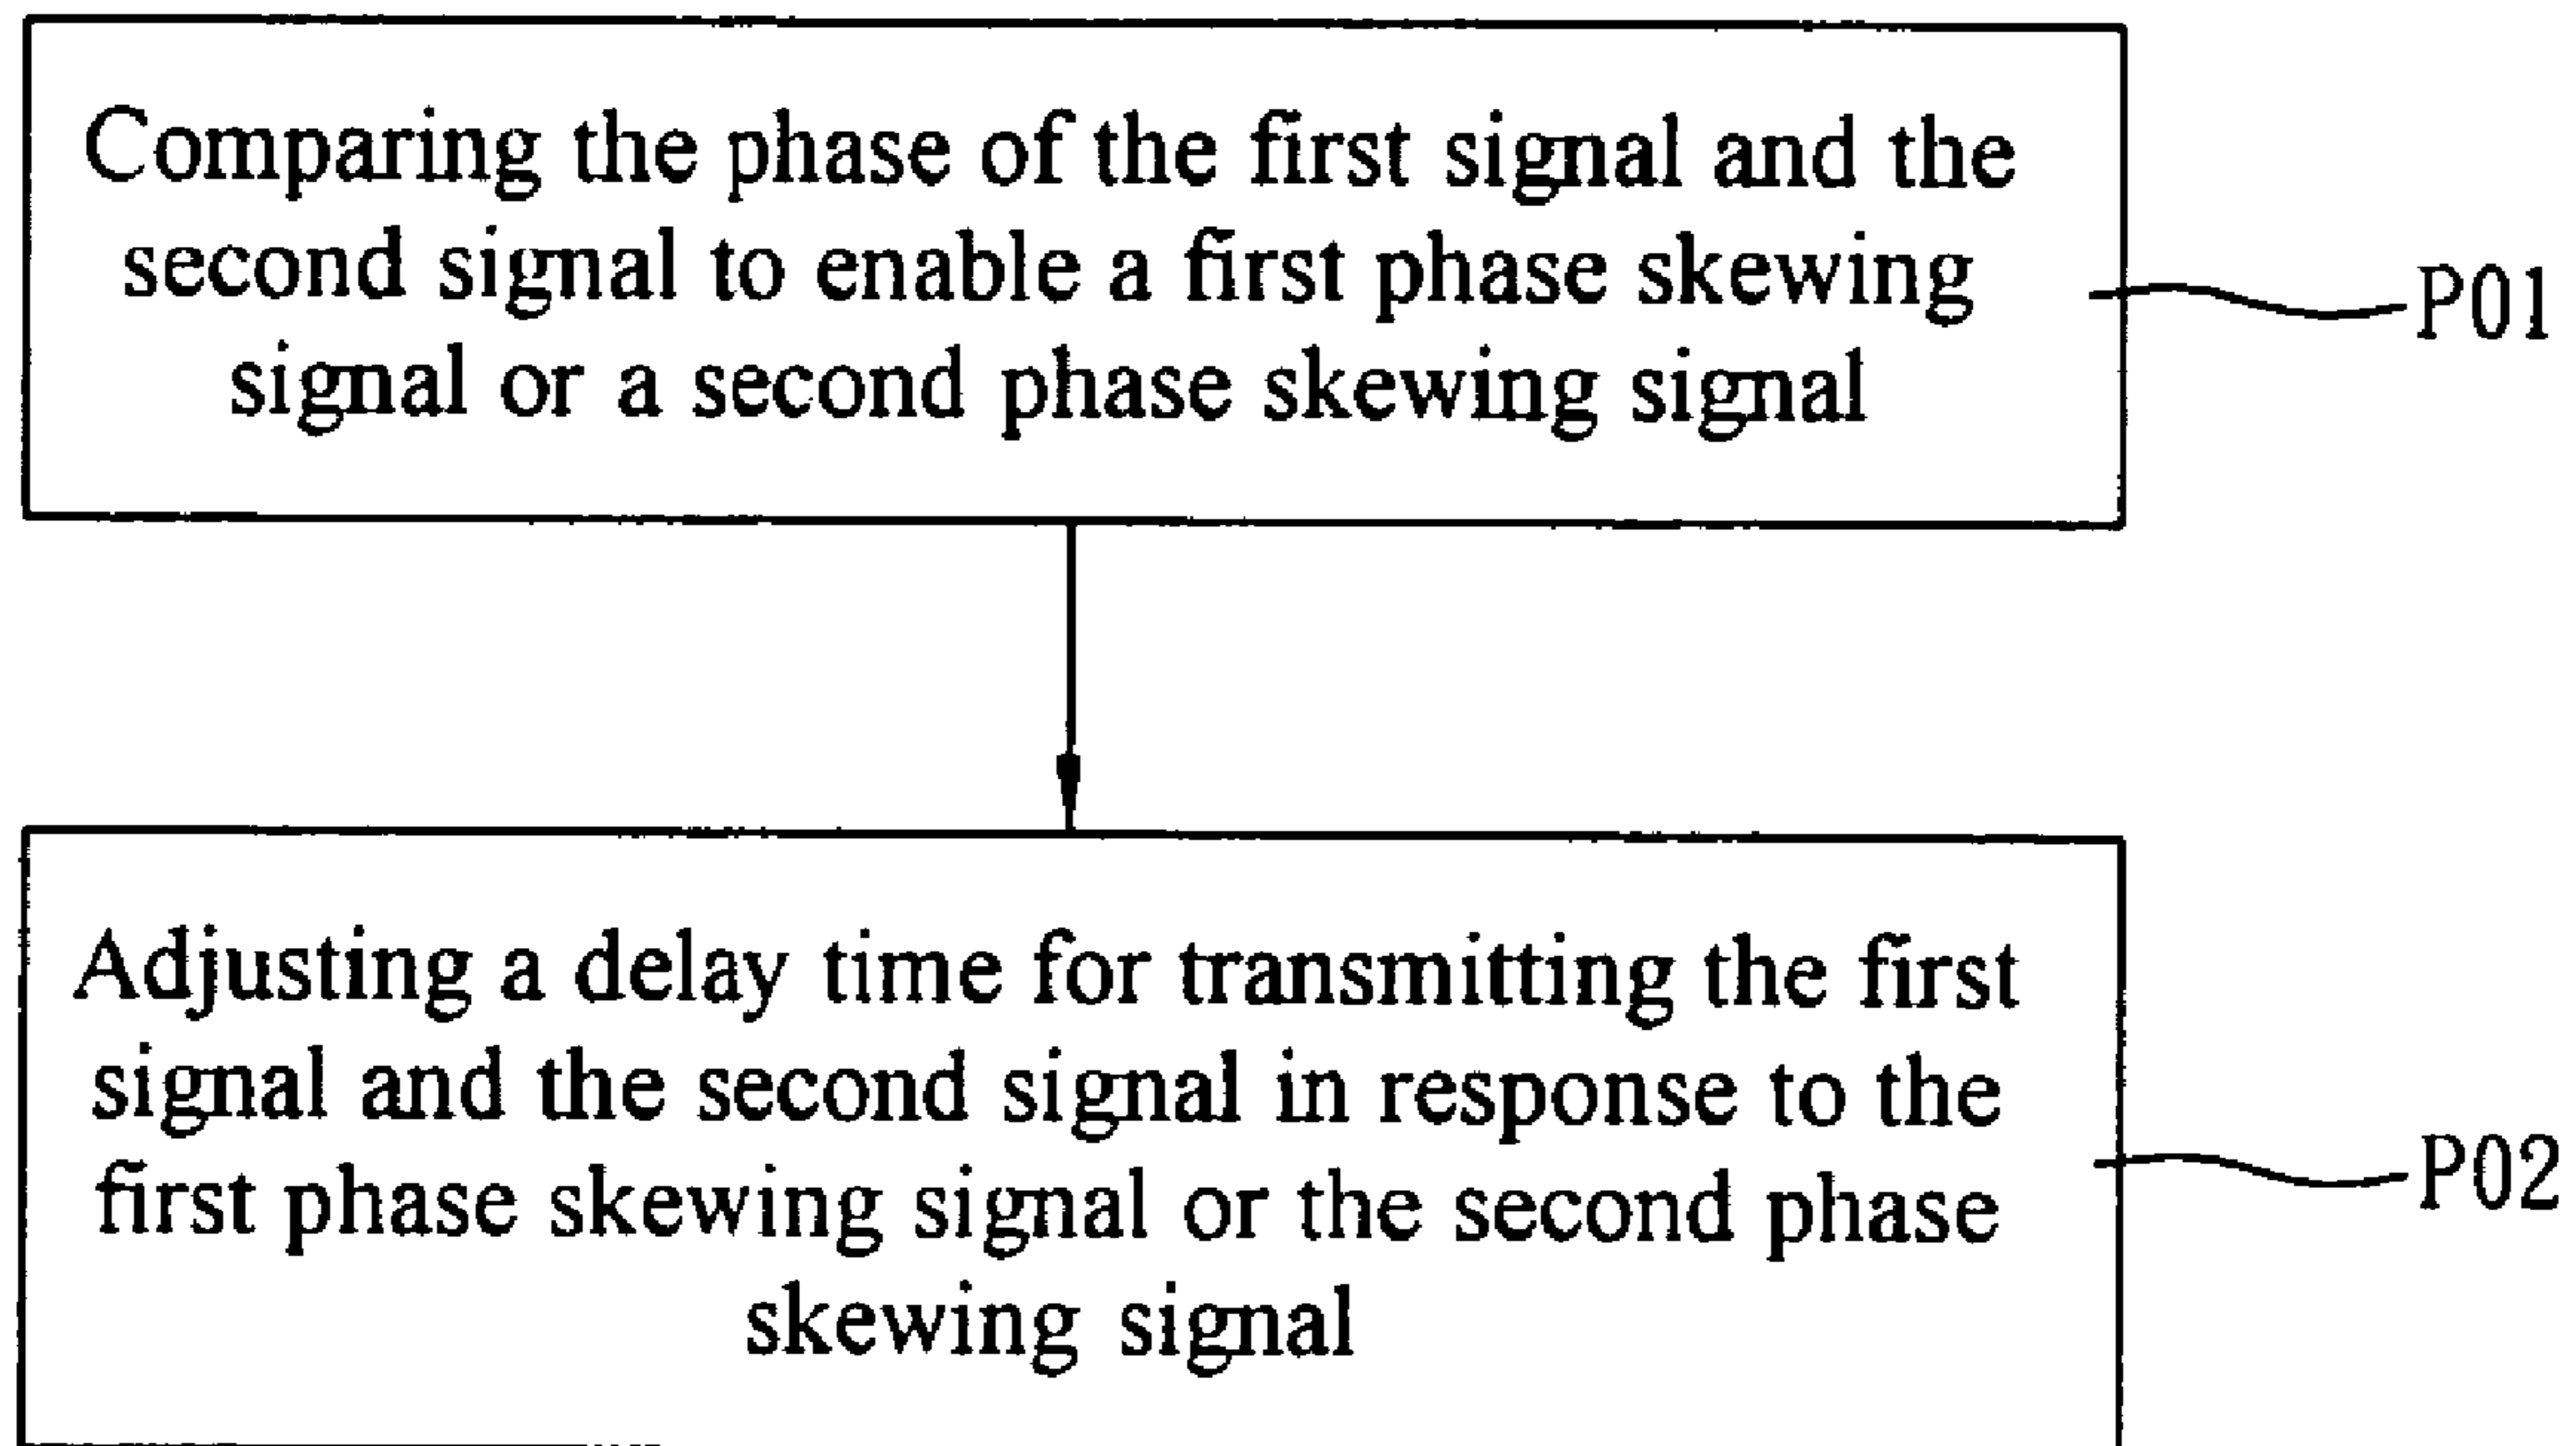 Comparing the phase of the first signal and the
second signal to enable a first phase skewing
signal or a second phase skewing signal
P01
Adjusting a delay time for transmitting the first
signal and the second signal in response to the
first phase skewing signal or the second phase
skewing signal
P02